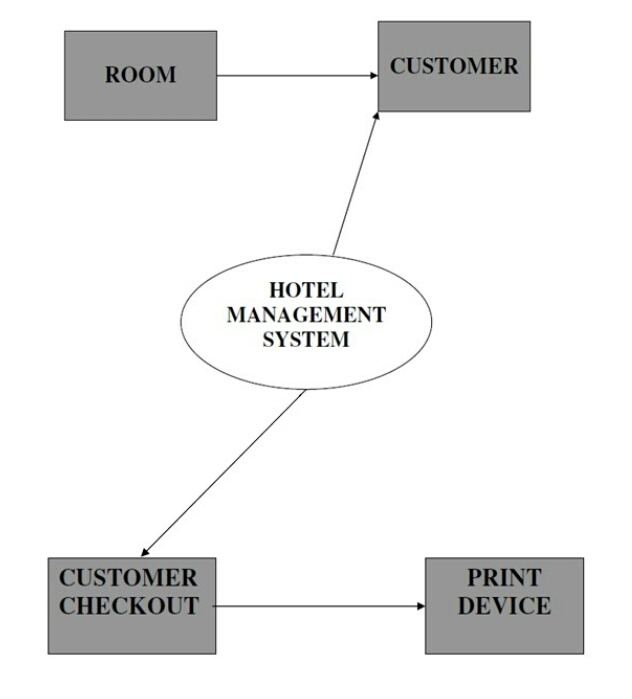 ROOM
CUSTOMER
HOTEL
MANAGEMENT
SYSTEM
CUSTOMER
CHECKOUT
PRINT
DEVICE